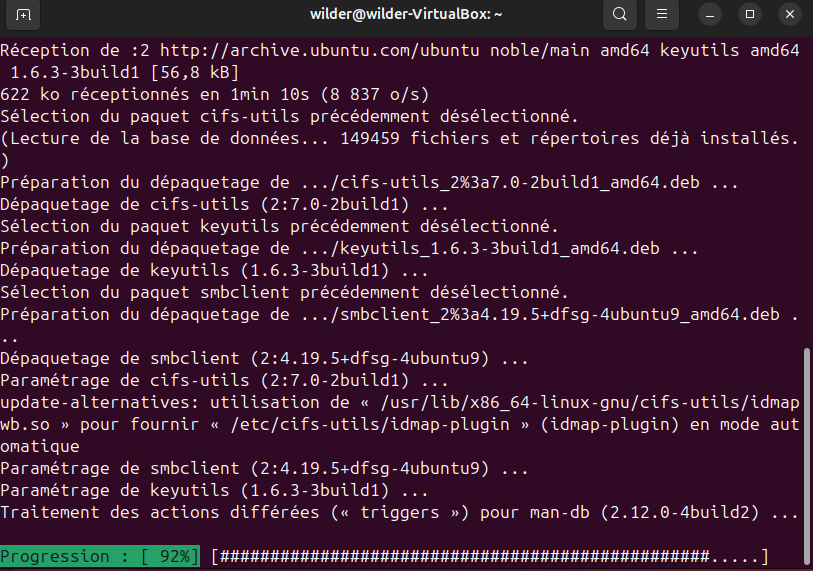 wilder@wilder-VirtualBox: ~
Réception de :2 http://archive.ubuntu.com/ubuntu noble/main amd64 keyutils amd64
 1.6.3-3build1 [56,8 kB]
622 ko réceptionnés en 1min 10s (8 837 o/s)
Sélection du paquet cifs-utils précédemment désélectionné.
(Lecture de la base de données... 149459 fichiers et répertoires déjà installés.
)
Préparation du dépaquetage de .../cifs-utils_2%3a7.0-2build1_amd64.deb ...
Dépaquetage de cifs-utils (2:7.0-2build1) ...
Sélection du paquet keyutils précédemment désélectionné.
Préparation du dépaquetage de .../keyutils_1.6.3-3build1_amd64.deb ...
Dépaquetage de keyutils (1.6.3-3build1) ...
Sélection du paquet smbclient précédemment désélectionné.
Préparation du dépaquetage de .../smbclient_2%3a4.19.5+dfsg-4ubuntu9_amd64.deb .
..
Dépaquetage de smbclient (2:4.19.5+dfsg-4ubuntu9) ...
Paramétrage de cifs-utils (2:7.0-2build1) ...
update-alternatives: utilisation de « /usr/lib/x86_64-linux-gnu/cifs-utils/idmap
wb.so » pour fournir « /etc/cifs-utils/idmap-plugin » (idmap-plugin) en mode aut
omatique
Paramétrage de smbclient (2:4.19.5+dfsg-4ubuntu9) ...
Paramétrage de keyutils (1.6.3-3build1) ...
Traitement des actions différées (« triggers ») pour man-db (2.12.0-4build2) ...
Progression : [ 92%] [#################################################.....]